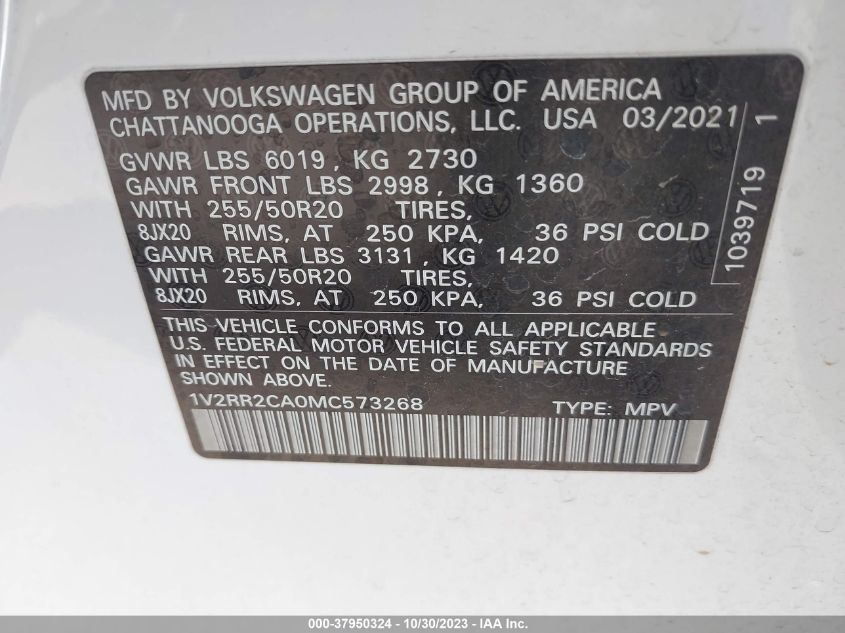 MFD BY VOLKSWAGEN GROUP OF AMERICA
CHATTANOOGA OPERATIONS, LLC. USA 03/2021
GVWR LBS 6019, KG 2730
GAWR FRONT LBS 2998, KG 1360
WITH 255/50R20 TIRES,
8JX20 RIMS, AT 250 KPA, 36 PSI COLD
GAWR REAR LBS 3131, KG 1420
WITH 255/50R20 TIRES,
8JX20 RIMS, AT 250 KPA, 36 PSI COLD
1039719 1
THIS VEHICLE CONFORMS TO ALL APPLICABLE
U.S. FEDERAL MOTOR VEHICLE SAFETY STANDARDS
IN EFFECT ON THE DATE OF MANUFACTURE
SHOWN ABOVE.
1V2RR2CA0MC573268 TYPE: MPV
000-37950324 - 10/30/2023 - IAA Inc.